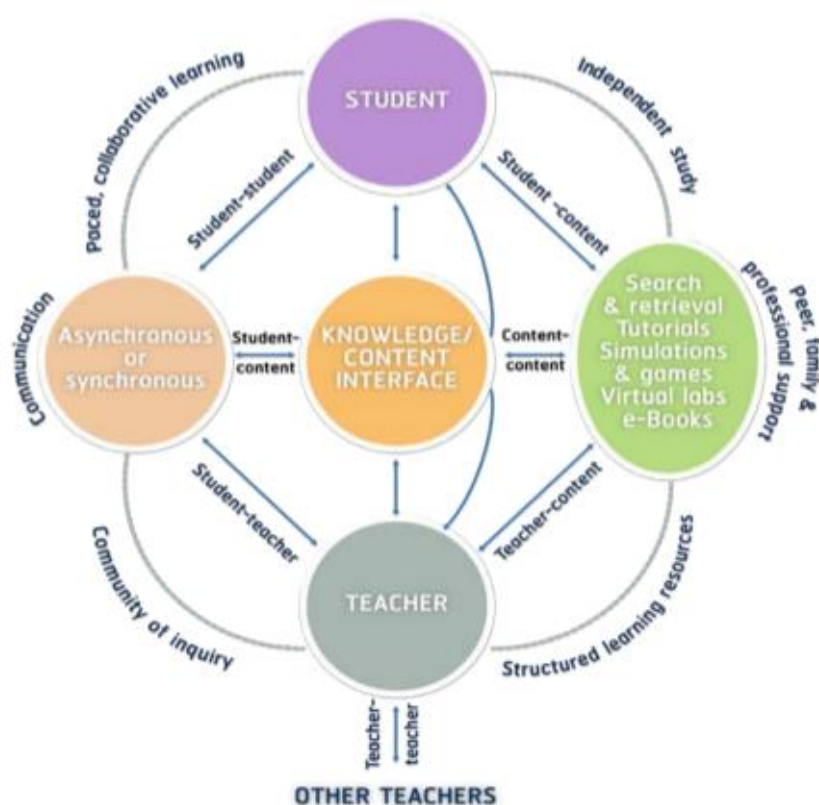 STUDENT
Paced, collaborative learning
Independent study
Student-student
Student -content
Communication
Asynchronous
or
synchronous
Student-
content
KNOWLEDGE/
CONTENT
INTERFACE
Content-
content
Search
& retrieval
Tutorials
Simulations
& games
Virtual labs
e-Books
Peer, family &
professional support
Student-teacher
Teacher-content
Community of inquiry
TEACHER
Structured learning resources
Teacher-
teacher
OTHER TEACHERS